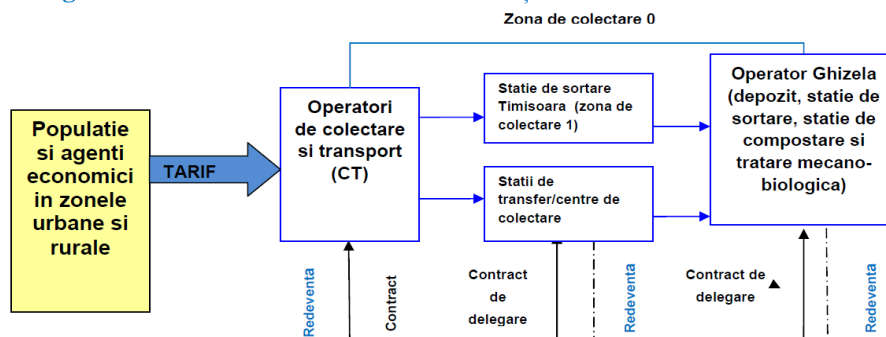 Zona de colectare 0
Populatie
si agenti
economici
in zonele
urbane si
rurale
TARIF
Operatori
de colectare
si transport
(CT)
Statie de sortare
Timisoara (zona de
colectare 1)
Statii de
transfer/centre de
colectare
Operator Ghizela
(depozit, statie de
sortare, statie de
compostare si
tratare mecano-
biologica)
Redeventa
Contract
Contract
de
delegare
Redeventa
Contract de
delegare
Redeventa